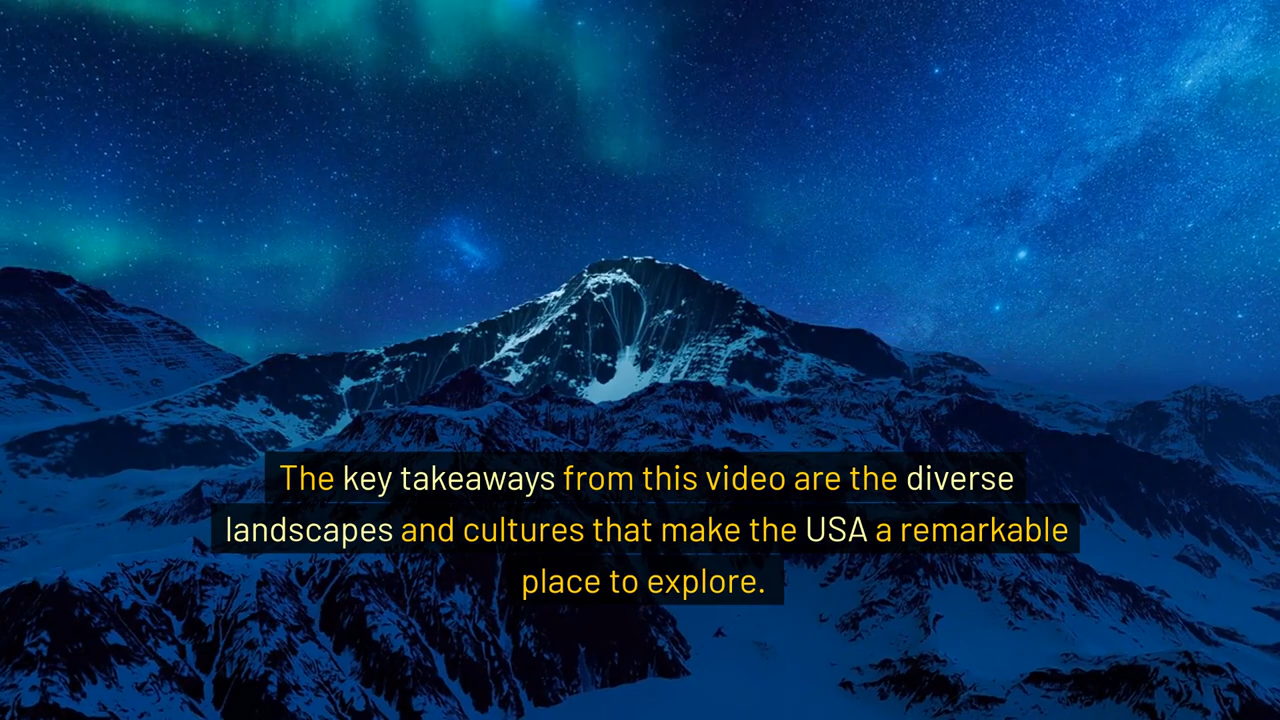 The key takeaways from this video are the diverse
landscapes and cultures that make the USA a remarkable
place to explore.